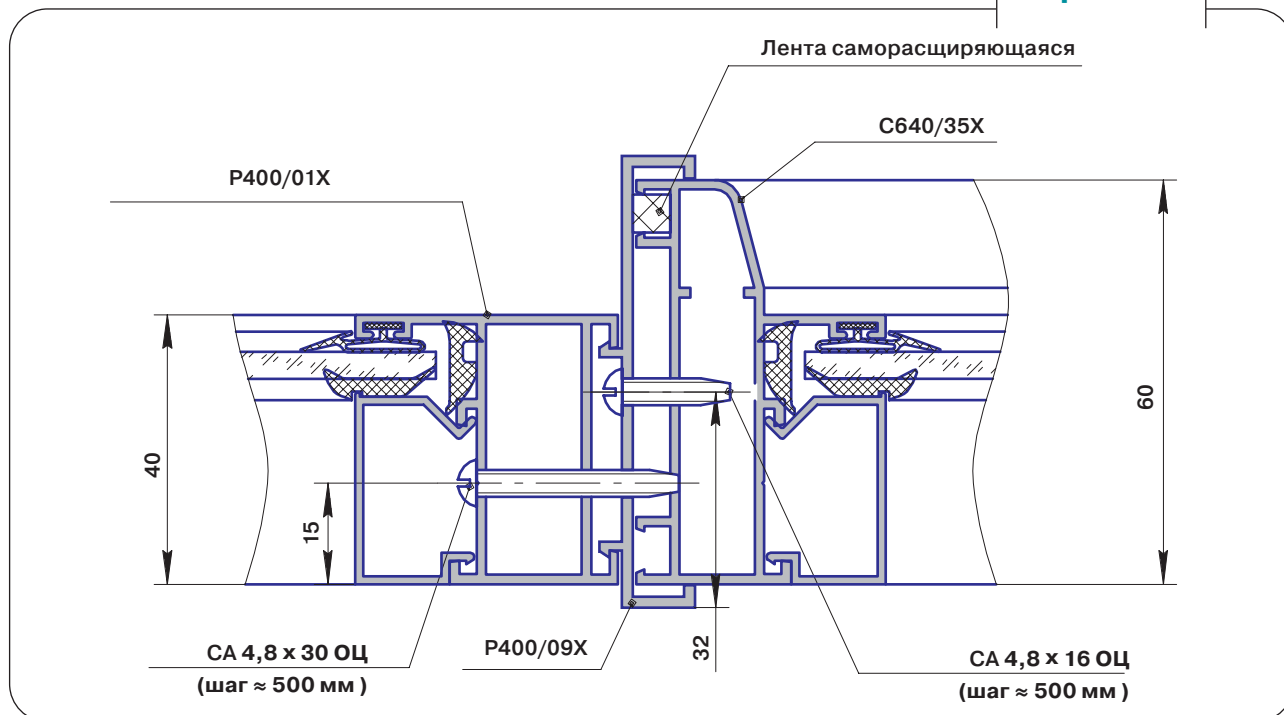 Лента саморасщиряющаяся
С640/35Х
Р400/01Х
60
40
15
32
Р400/09Х
СА 4,8 х 30 ОЦ
(шаг ≈ 500 мм )
СА 4,8 х 16 ОЦ
(шаг ≈ 500 мм )